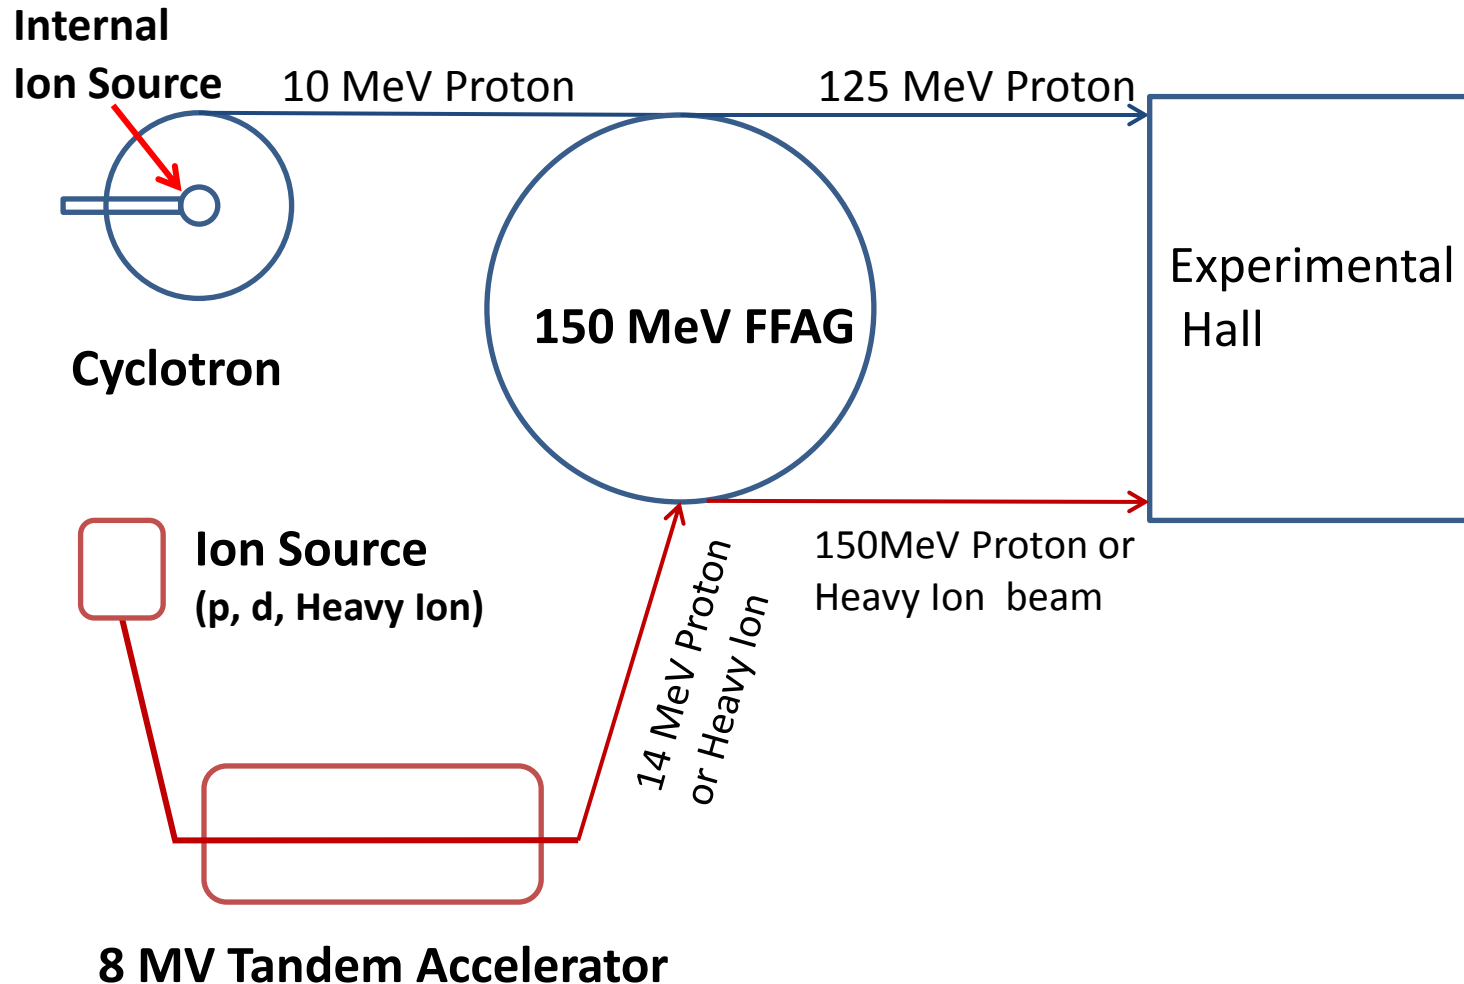 Internal
Ion Source
10 MeV Proton
125 MeV Proton
Experimental
Hall
150 MeV FFAG
Cyclotron
Ion Source
(p, d, Heavy Ion)
14 MeV Proton
or Heavy Ion
150MeV Proton or
Heavy Ion beam
8 MV Tandem Accelerator